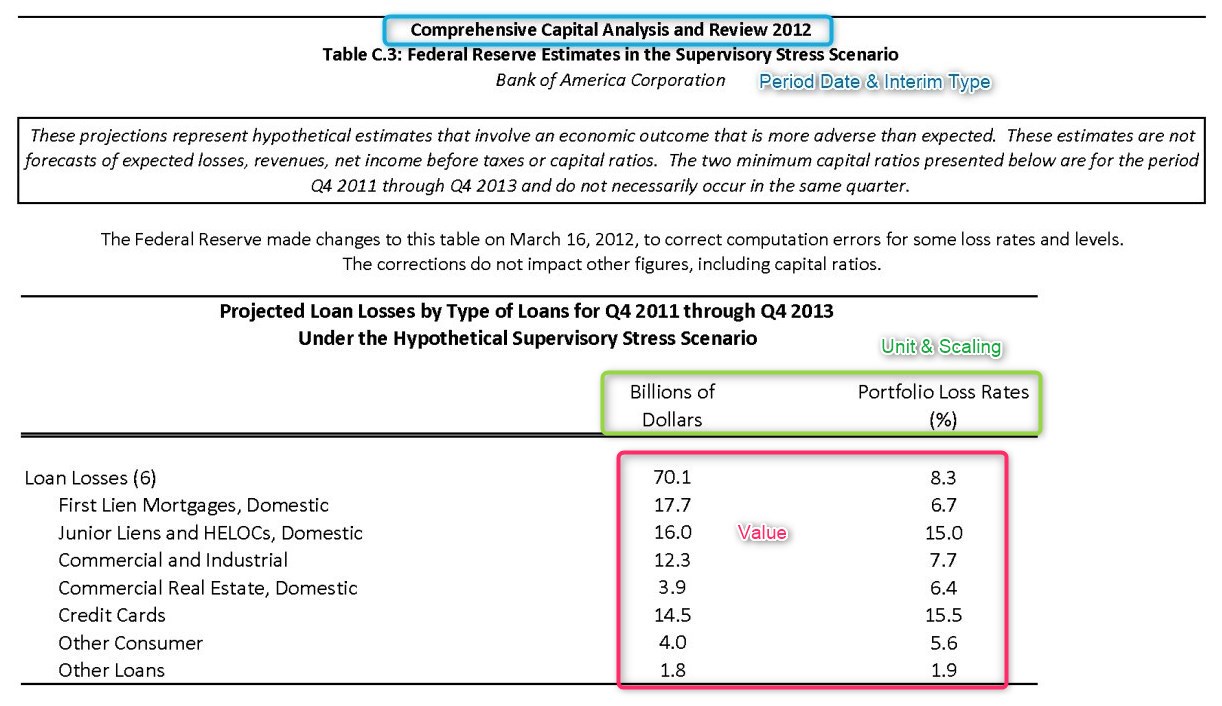 Comprehensive Capital Analysis and Review 2012
Table C.3: Federal Reserve Estimates in the Supervisory Stress Scenario
Bank of America Corporation Period Date & Interim Type
These projections represent hypothetical estimates that involve an economic outcome that is more adverse than expected. These estimates are not
forecasts of expected losses, revenues, net income before taxes or capital ratios. The two minimum capital ratios presented below are for the period
Q4 2011 through Q4 2013 and do not necessarily occur in the same quarter.
The Federal Reserve made changes to this table on March 16, 2012, to correct computation errors for some loss rates and levels.
The corrections do not impact other figures, including capital ratios.
Projected Loan Losses by Type of Loans for Q4 2011 through Q4 2013
Under the Hypothetical Supervisory Stress Scenario
Unit & Scaling
Billions of Portfolio Loss Rates
Dollars (%)
Loan Losses (6) 70.1 8.3
First Lien Mortgages, Domestic 17.7 6.7
Junior Liens and HELOCs, Domestic 16.0 Value 15.0
Commercial and Industrial 12.3 7.7
Commercial Real Estate, Domestic 3.9 6.4
Credit Cards 14.5 15.5
Other Consumer 4.0 5.6
Other Loans 1.8 1.9